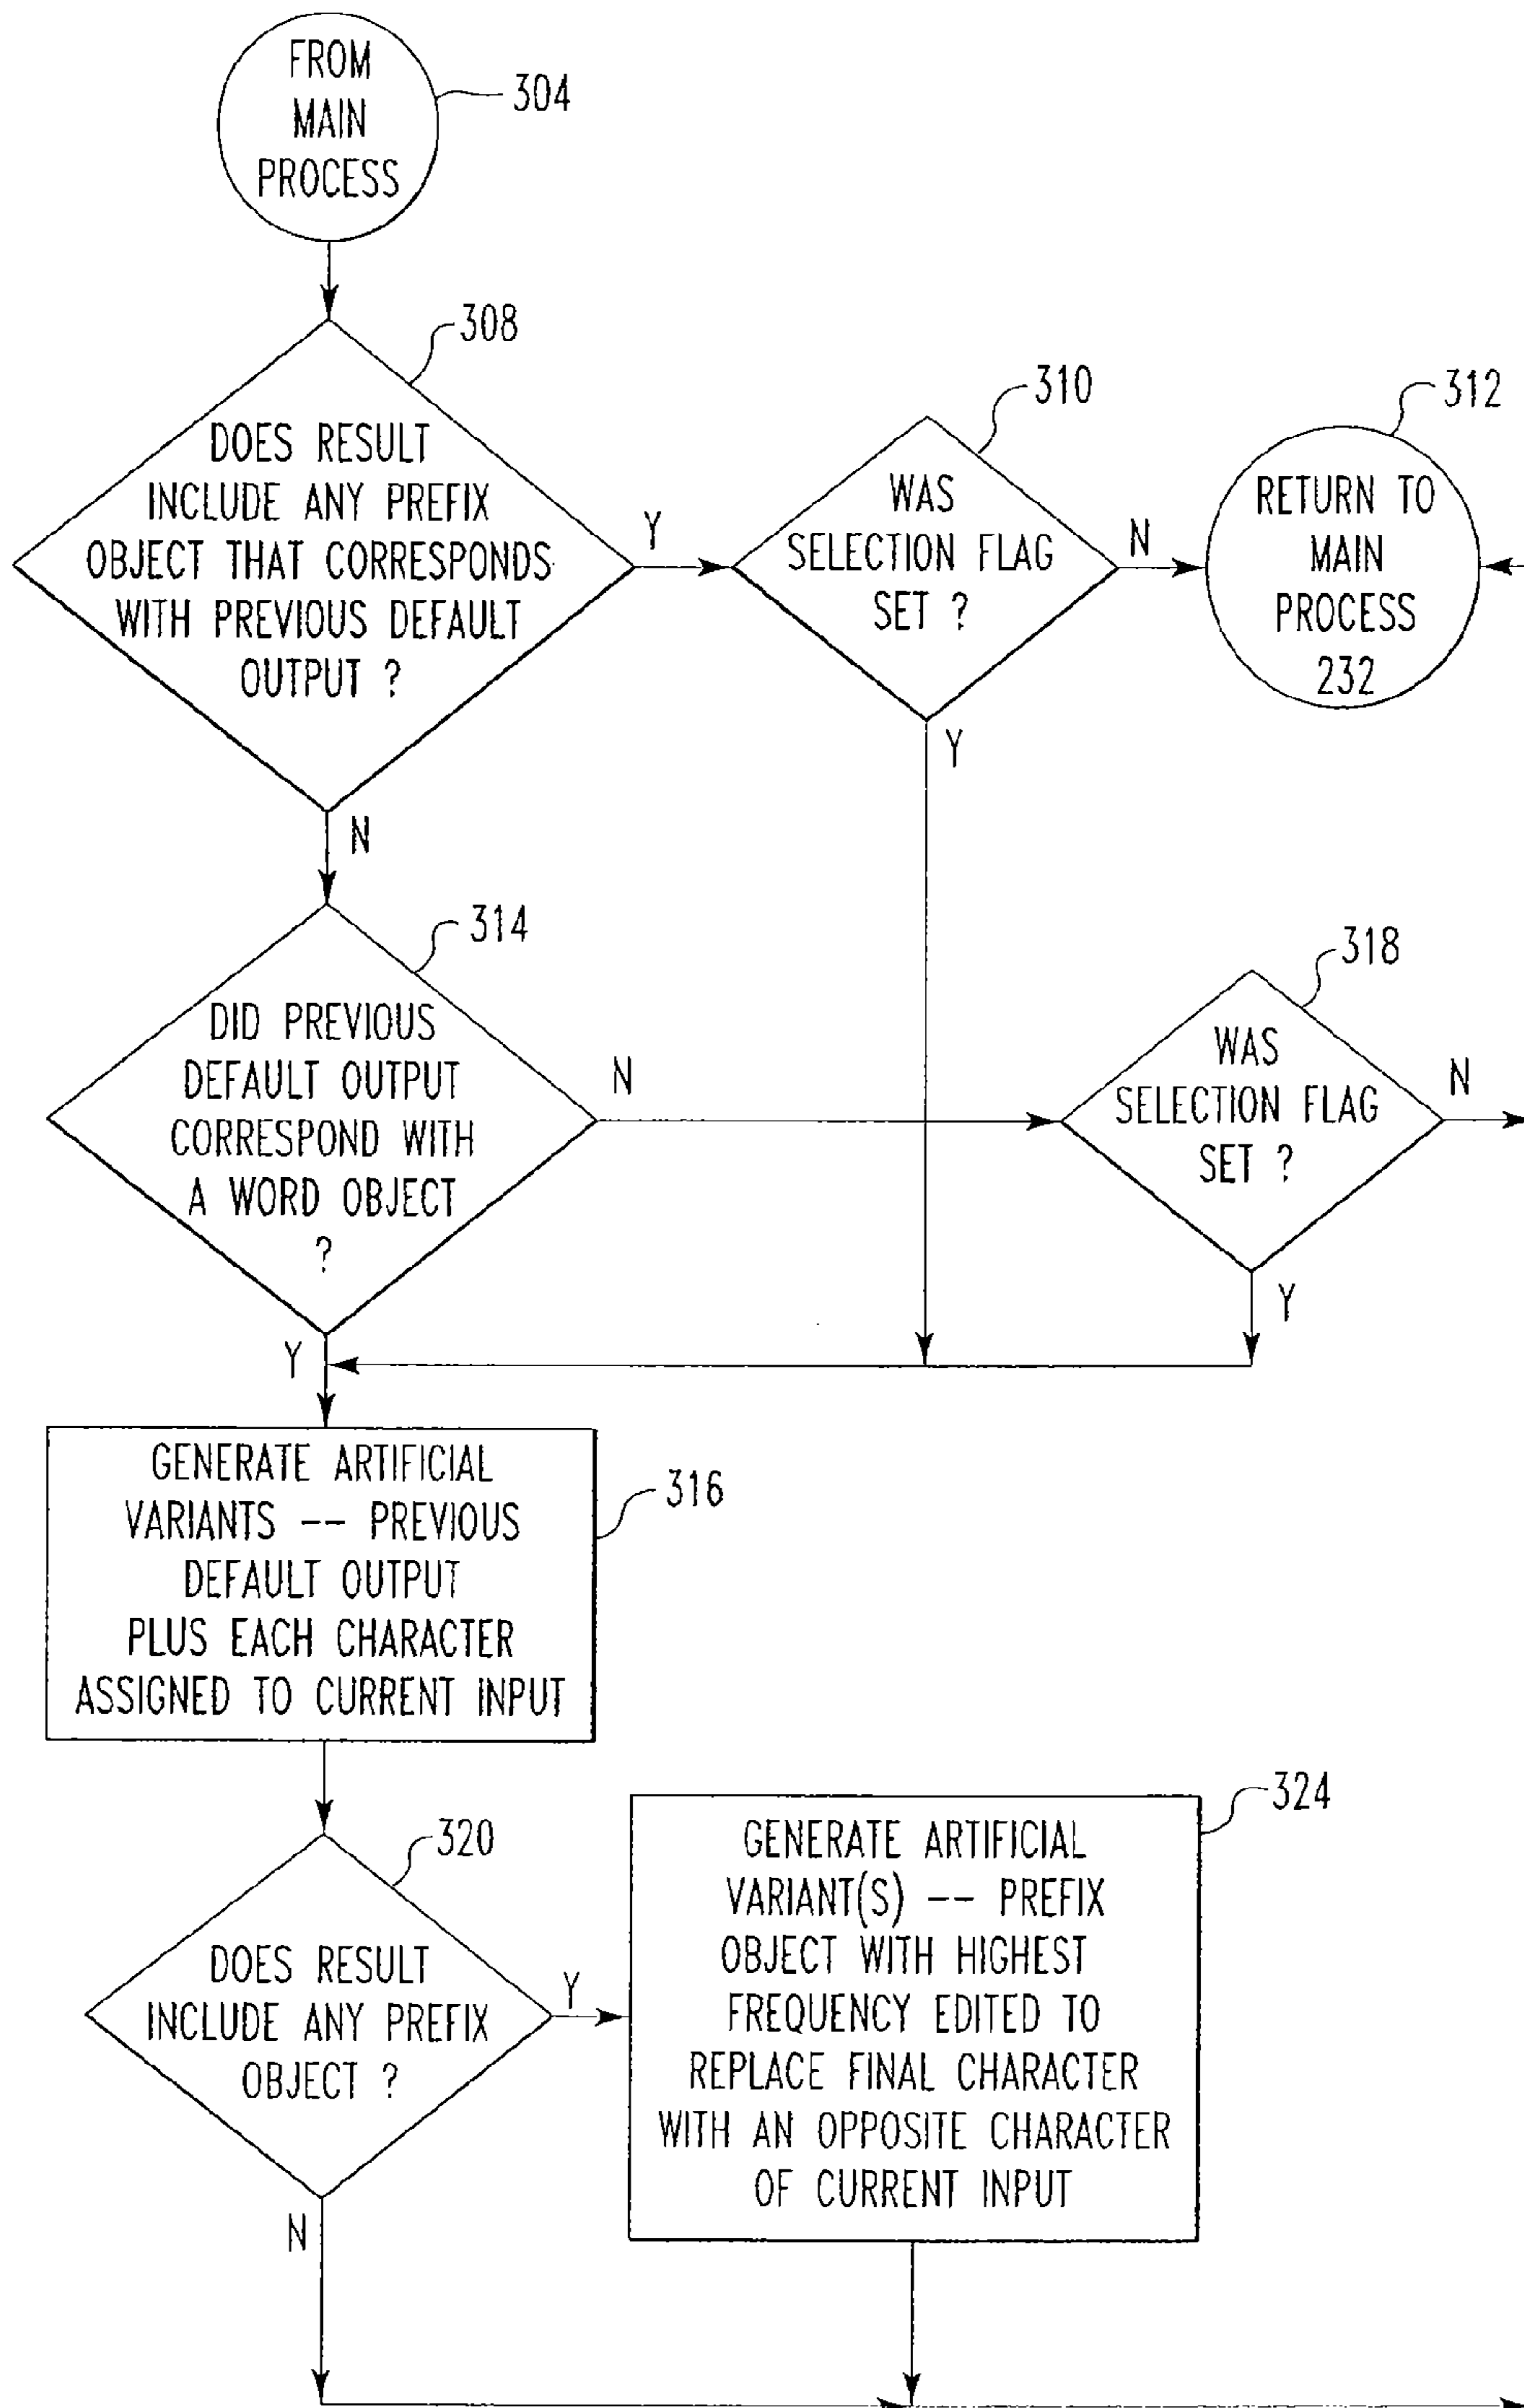 FROM
MAIN
PROCESS
304
308
DOES RESULT
INCLUDE ANY PREFIX
OBJECT THAT CORRESPONDS
WITH PREVIOUS DEFAULT
OUTPUT ?
Y
N
310
WAS
SELECTION FLAG
SET ?
N
Y
312
RETURN TO
MAIN
PROCESS
232
314
DID PREVIOUS
DEFAULT OUTPUT
CORRESPOND WITH
A WORD OBJECT
?
N
Y
318
WAS
SELECTION FLAG
SET ?
N
Y
GENERATE ARTIFICIAL
VARIANTS -- PREVIOUS
DEFAULT OUTPUT
PLUS EACH CHARACTER
ASSIGNED TO CURRENT INPUT
316
320
DOES RESULT
INCLUDE ANY PREFIX
OBJECT ?
Y
N
324
GENERATE ARTIFICIAL
VARIANT(S) -- PREFIX
OBJECT WITH HIGHEST
FREQUENCY EDITED TO
REPLACE FINAL CHARACTER
WITH AN OPPOSITE CHARACTER
OF CURRENT INPUT